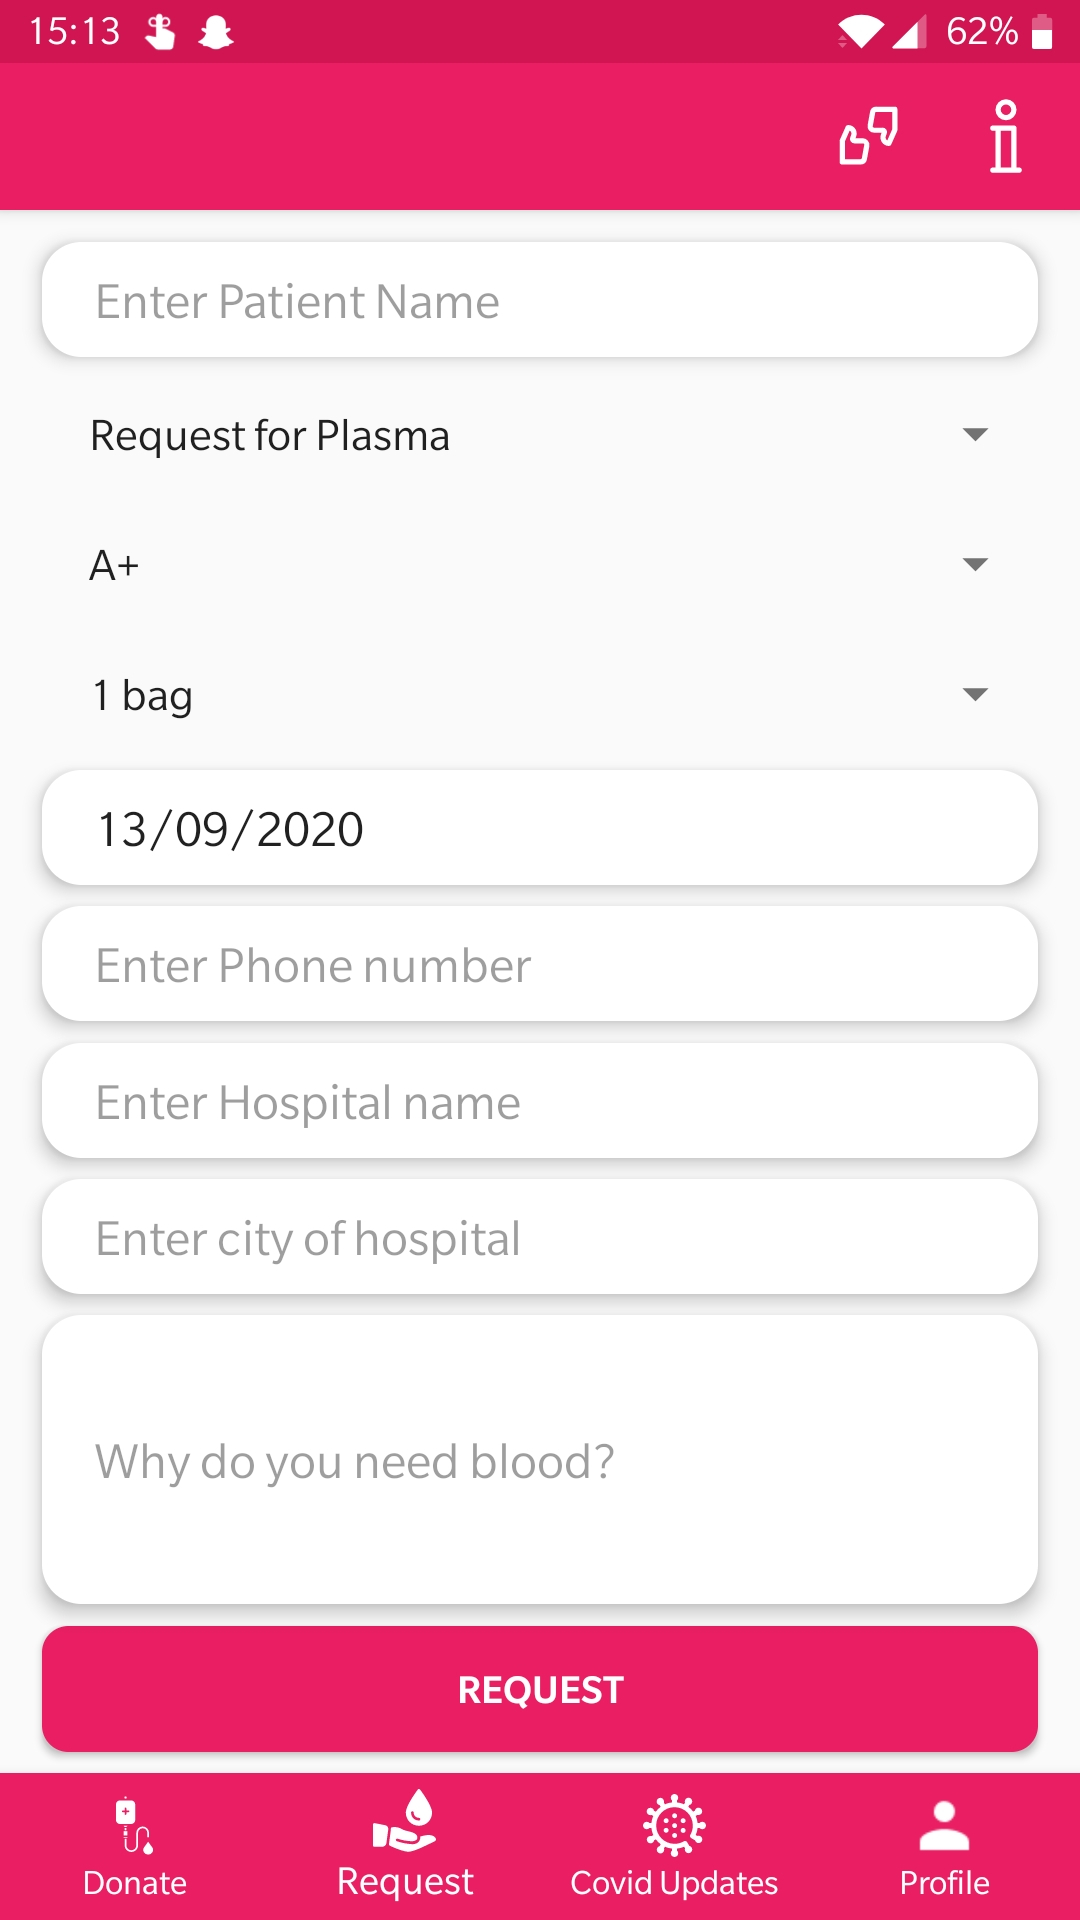 15:13 62%
Enter Patient Name
Request for Plasma
A+
1 bag
13/09/2020
Enter Phone number
Enter Hospital name
Enter city of hospital
Why do you need blood?
REQUEST
Donate Request Covid Updates Profile